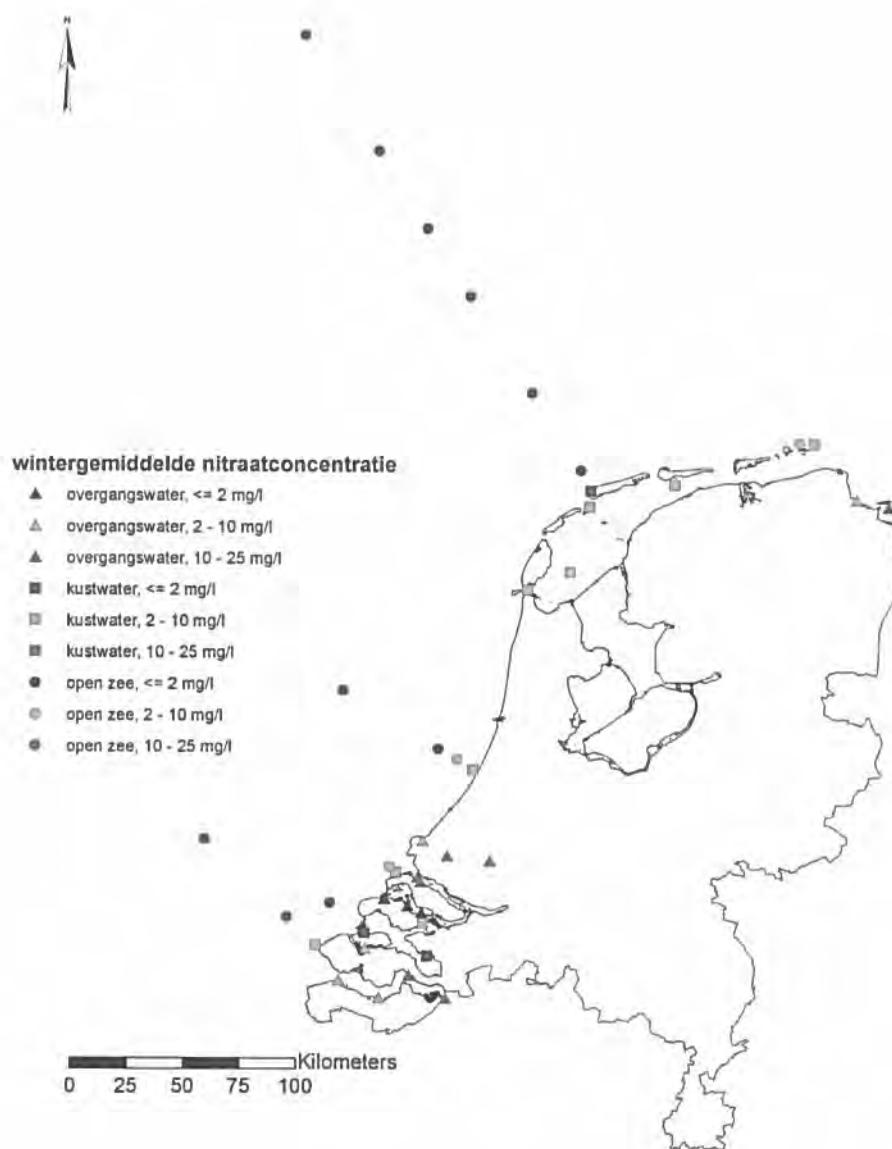 N
wintergemiddelde nitraatconcentratie
overgangswater, <= 2 mg/l
overgangswater, 2 - 10 mg/l
overgangswater, 10 - 25 mg/l
kustwater, <= 2 mg/l
kustwater, 2 - 10 mg/l
kustwater, 10 - 25 mg/l
open zee, <= 2 mg/l
open zee, 2 - 10 mg/l
open zee, 10 - 25 mg/l
Kilometers
0 25 50 75 100